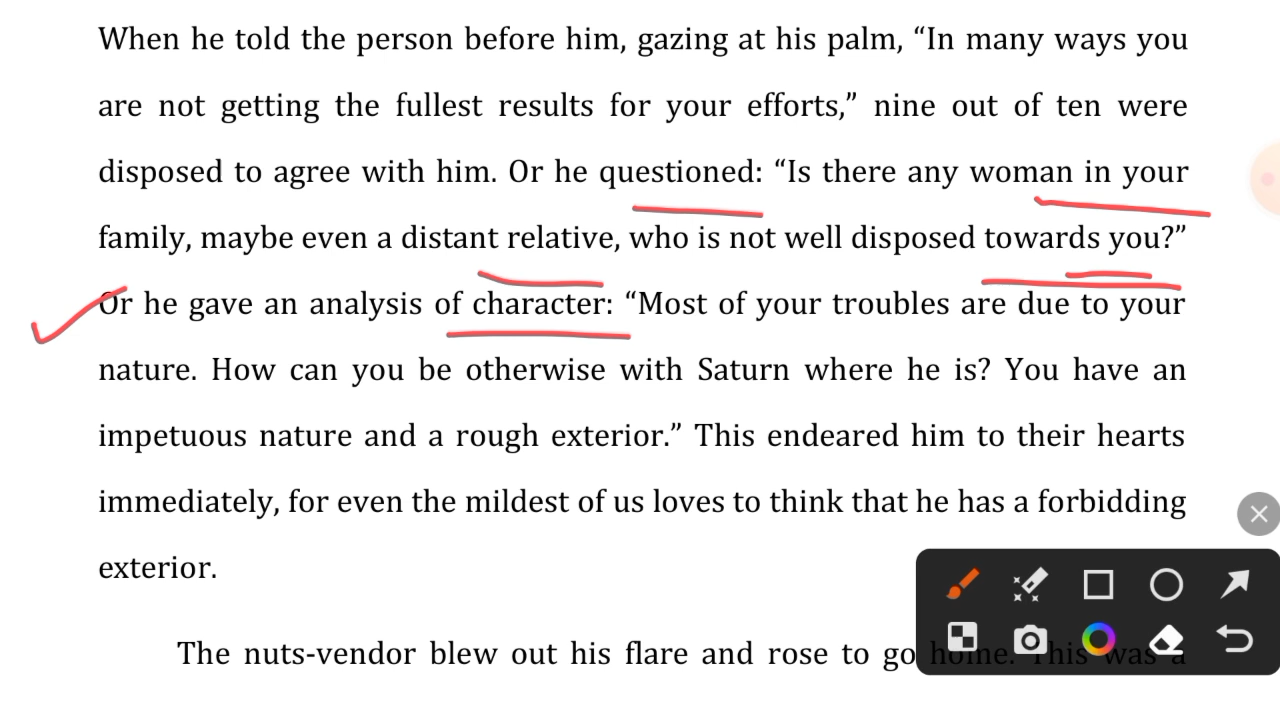 When he told the person before him, gazing at his palm, “In many ways you
are not getting the fullest results for your efforts,” nine out of ten were
disposed to agree with him. Or he questioned: “Is there any woman in your
family, maybe even a distant relative, who is not well disposed towards you?”
Or he gave an analysis of character: “Most of your troubles are due to your
nature. How can you be otherwise with Saturn where he is? You have an
impetuous nature and a rough exterior.” This endeared him to their hearts
immediately, for even the mildest of us loves to think that he has a forbidding
exterior.
The nuts-vendor blew out his flare and rose to go home. This was a